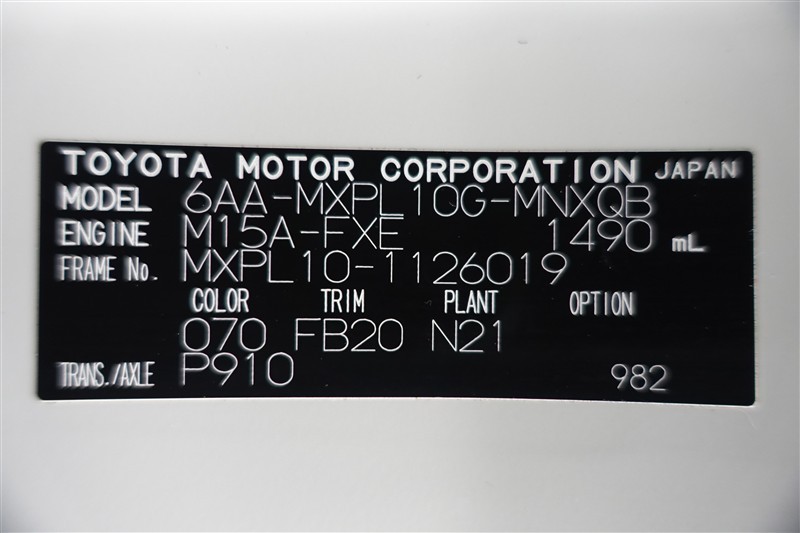 TOYOTA MOTOR CORPORATION JAPAN
MODEL 6AA-MXPL10G-MNXQB
ENGINE M15A-FXE 1490 mL
FRAME No. MXPL10-1126019
COLOR TRIM PLANT OPTION
070 FB20 N21
TRANS./AXLE P910 982